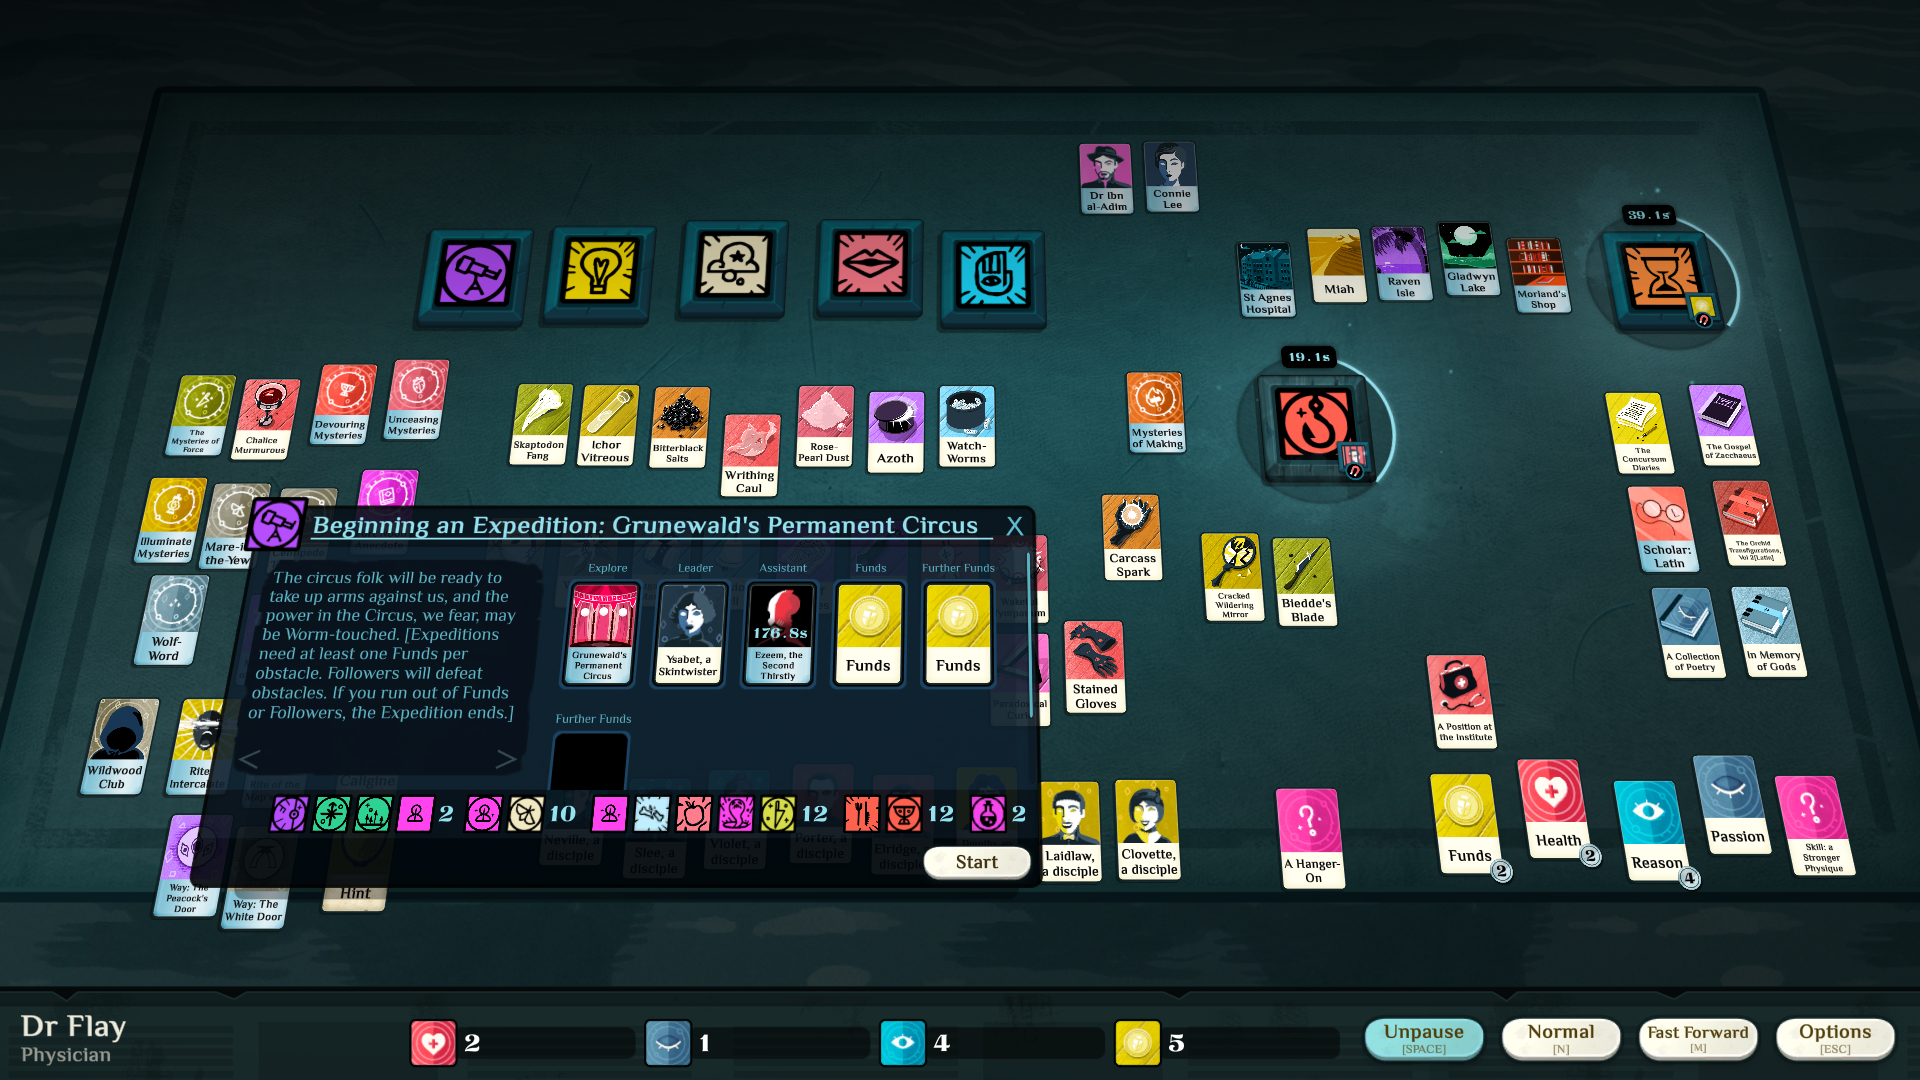 Dr Ibn
al-Adim
Connie
Lee
39.1s
St Agnes
Hospital
Miah
Raven
Isle
Gladwyn
Lake
Morland's
Shop
19.1s
The
Mysteries of
Force
Chalice
Murmurous
Devouring
Mysteries
Unceasing
Mysteries
Skaptodon
Fang
Ichor
Vitreous
Bitterblack
Salts
Writhing
Caul
Rose-
Pearl Dust
Azoth
Watch-
Worms
Mysteries
of Making
The
Concursum
Diaries
The Gospel
of Zacchaeus
Illuminate
Mysteries
Mare-in-
the-Yew
Carcass
Spark
Cracked
Wildering
Mirror
Biedde's
Blade
Scholar:
Latin
The Orchid
Transfigurations,
Vol 2[Latin]
Wolf-
Word
A Collection
of Poetry
In Memory
of Gods
Stained
Gloves
A Position at
the Institute
Wildwood
Club
Rite
Beginning an Expedition: Grunewald's Permanent Circus
X
The circus folk will be ready to
take up arms against us, and the
power in the Circus, we fear, may
be Worm-touched. [Expeditions
need at least one Funds per
obstacle. Followers will defeat
obstacles. If you run out of Funds
or Followers, the Expedition ends.]
< >
Explore
Leader
Assistant
Funds
Further Funds
Grunewald's
Permanent
Circus
Ysabet, a
Skintwister
176.8s
Ezeem, the
Second
Thirstly
Funds
Funds
Further Funds
2
10
12
12
2
Neville, a
disciple
Slee, a
disciple
Violet, a
disciple
Porter, a
disciple
Elridge,
disciple
Start
Laidlaw,
a disciple
Clovette,
a disciple
A Hanger-
On
Funds
2
Health
2
Reason
4
Passion
Skill: a
Stronger
Physique
Way: The
Peacock's
Door
Way: The
White Door
Hint
Dr Flay
Physician
2
1
4
5
Unpause
[SPACE]
Normal
[N]
Fast Forward
[M]
Options
[ESC]